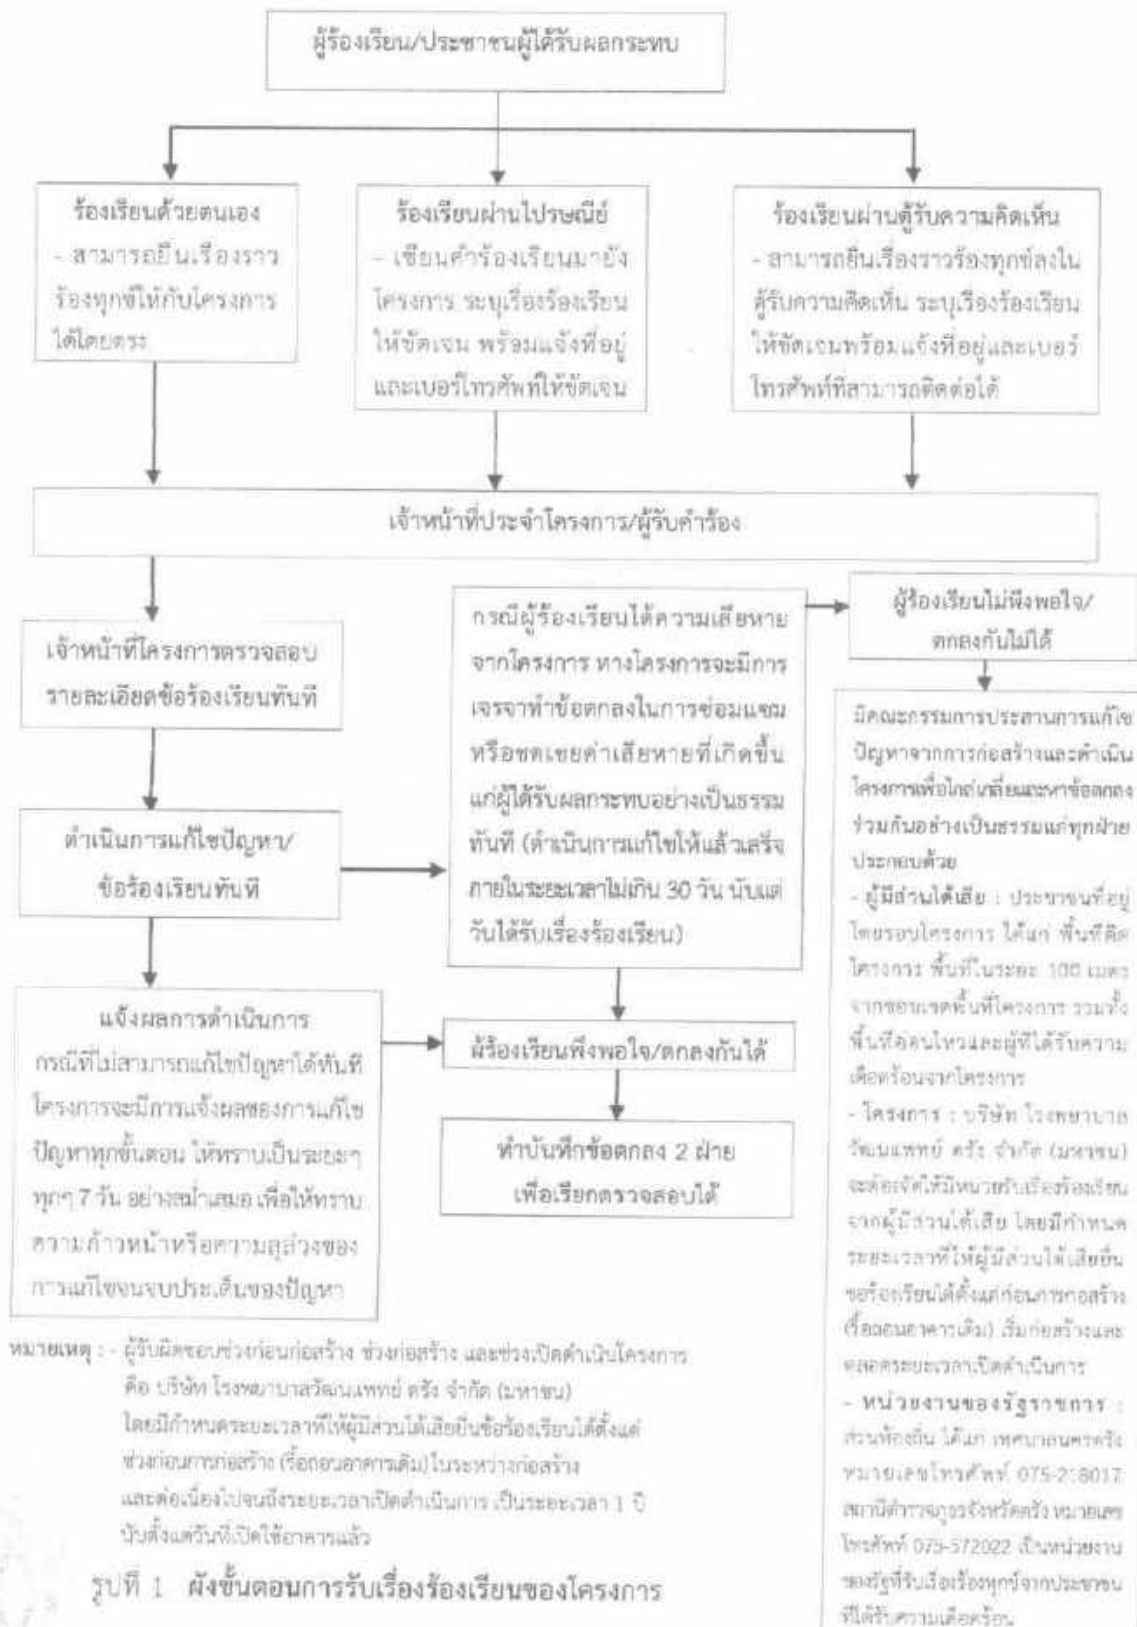 ผู้ร้องเรียน/ประชาชนผู้ได้รับผลกระทบ
ร้องเรียนด้วยตนเอง
- สามารถยื่นเรื่องราว
ร้องทุกข์ให้กับโครงการ
ได้โดยตรง
ร้องเรียนผ่านไปรษณีย์
- เขียนคำร้องเรียนมายัง
โครงการ ระบุเรื่องร้องเรียน
ให้ชัดเจน พร้อมแจ้งที่อยู่
และเบอร์โทรศัพท์ให้ชัดเจน
ร้องเรียนผ่านตู้รับความคิดเห็น
- สามารถยื่นเรื่องราวร้องทุกข์ลงใน
ตู้รับความคิดเห็น ระบุเรื่องร้องเรียน
ให้ชัดเจนพร้อมแจ้งที่อยู่และเบอร์
โทรศัพท์ที่สามารถติดต่อได้
เจ้าหน้าที่ประจำโครงการ/ผู้รับคำร้อง
เจ้าหน้าที่โครงการตรวจสอบ
รายละเอียดข้อร้องเรียนทันที
ดำเนินการแก้ไขปัญหา/
ข้อร้องเรียนทันที
แจ้งผลการดำเนินการ
กรณีที่ไม่สามารถแก้ไขปัญหาได้ทันที
โครงการจะมีการแจ้งผลของการแก้ไข
ปัญหาทุกขั้นตอน ให้ทราบเป็นระยะๆ
ทุกๆ 7 วัน อย่างสม่ำเสมอ เพื่อให้ทราบ
ความก้าวหน้าหรือความลุล่วงของ
การแก้ไขจนจบประเด็นของปัญหา
กรณีผู้ร้องเรียนได้ความเสียหาย
จากโครงการ ทางโครงการจะมีการ
เจรจาทำข้อตกลงในการซ่อมแซม
หรือชดเชยค่าเสียหายที่เกิดขึ้น
แก่ผู้ได้รับผลกระทบอย่างเป็นธรรม
ทันที (ดำเนินการแก้ไขให้แล้วเสร็จ
ภายในระยะเวลาไม่เกิน 30 วัน นับแต่
วันได้รับเรื่องร้องเรียน)
ผู้ร้องเรียนพึงพอใจ/ตกลงกันได้
ทำบันทึกข้อตกลง 2 ฝ่าย
เพื่อเรียกตรวจสอบได้
ผู้ร้องเรียนไม่พึงพอใจ/
ตกลงกันไม่ได้
มีคณะกรรมการประสานการแก้ไข
ปัญหาจากการก่อสร้างและดำเนิน
โครงการเพื่อไกล่เกลี่ยและหาข้อตกลง
ร่วมกันอย่างเป็นธรรมแก่ทุกฝ่าย
ประกอบด้วย
- ผู้มีส่วนได้เสีย : ประชาชนที่อยู่
โดยรอบโครงการ ได้แก่ พื้นที่ติด
โครงการ พื้นที่ในระยะ 100 เมตร
จากขอบเขตพื้นที่โครงการ รวมทั้ง
พื้นที่อ่อนไหวและผู้ที่ได้รับความ
เดือดร้อนจากโครงการ
- โครงการ : บริษัท โรงพยาบาล
วัฒนแพทย์ ตรัง จำกัด (มหาชน)
จะต้องจัดให้มีหน่วยรับเรื่องร้องเรียน
จากผู้มีส่วนได้เสีย โดยมีกำหนด
ระยะเวลาที่ให้ผู้มีส่วนได้เสียยื่น
ขอร้องเรียนได้ตั้งแต่ก่อนการก่อสร้าง
(รื้อถอนอาคารเดิม) เริ่มก่อสร้างและ
ตลอดระยะเวลาเปิดดำเนินการ
- หน่วยงานของรัฐราชการ :
ส่วนท้องถิ่น ได้แก่ เทศบาลนครตรัง
หมายเลขโทรศัพท์ 075-218017
สถานีตำรวจภูธรจังหวัดตรัง หมายเลข
โทรศัพท์ 075-572022 เป็นหน่วยงาน
ของรัฐที่รับเรื่องร้องทุกข์จากประชาชน
ที่ได้รับความเดือดร้อน
หมายเหตุ : - ผู้รับผิดชอบช่วงก่อนก่อสร้าง ช่วงก่อสร้าง และช่วงเปิดดำเนินโครงการ
คือ บริษัท โรงพยาบาลวัฒนแพทย์ ตรัง จำกัด (มหาชน)
โดยมีกำหนดระยะเวลาที่ให้ผู้มีส่วนได้เสียยื่นข้อร้องเรียนได้ตั้งแต่
ช่วงก่อนการก่อสร้าง (รื้อถอนอาคารเดิม) ในระหว่างก่อสร้าง
และต่อเนื่องไปจนถึงระยะเวลาเปิดดำเนินการ เป็นระยะเวลา 1 ปี
นับตั้งแต่วันที่เปิดใช้อาคารแล้ว
รูปที่ 1 ผังขั้นตอนการรับเรื่องร้องเรียนของโครงการ